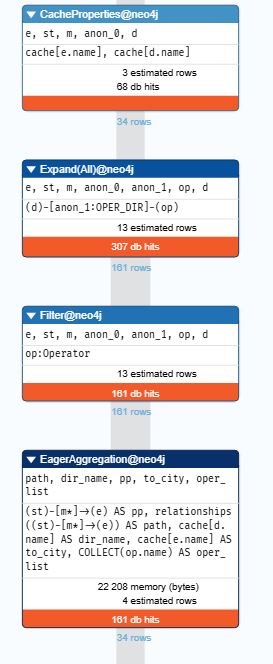 CacheProperties@neo4j
e, st, m, anon_0, d
cache[e.name], cache[d.name]
3 estimated rows
68 db hits
34 rows
Expand(All)@neo4j
e, st, m, anon_0, anon_1, op, d
(d)-[anon_1:OPER_DIR]-(op)
13 estimated rows
307 db hits
161 rows
Filter@neo4j
e, st, m, anon_0, anon_1, op, d
op:Operator
13 estimated rows
161 db hits
161 rows
EagerAggregation@neo4j
path, dir_name, pp, to_city, oper_
list
(st)-[m*]→(e) AS pp, relationships
((st)-[m*]→(e)) AS path, cache[d.
name] AS dir_name, cache[e.name] AS
to_city, COLLECT(op.name) AS oper_
list
22 208 memory (bytes)
4 estimated rows
161 db hits
34 rows